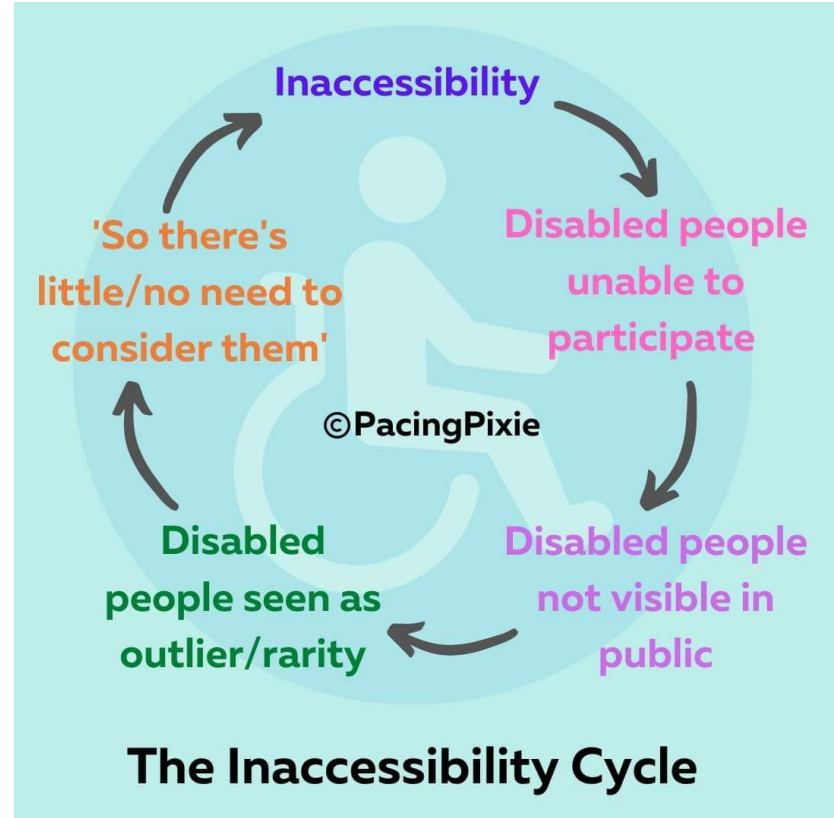 Inaccessibility
Disabled people
unable to
participate
Disabled people
not visible in
public
Disabled
people seen as
outlier/rarity
'So there's
little/no need to
consider them'
©PacingPixie
The Inaccessibility Cycle